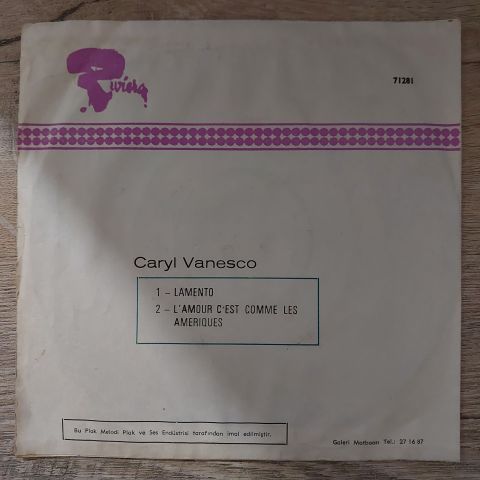 Riviera
71281
Caryl Vanesco
1 – LAMENTO
2 – L'AMOUR C'EST COMME LES
AMERIQUES
Bu Plak Melodi Plak ve Ses Endüstrisi tarafından imal edilmiştir.
Galeri Matbaası Tel.: 27 16 87